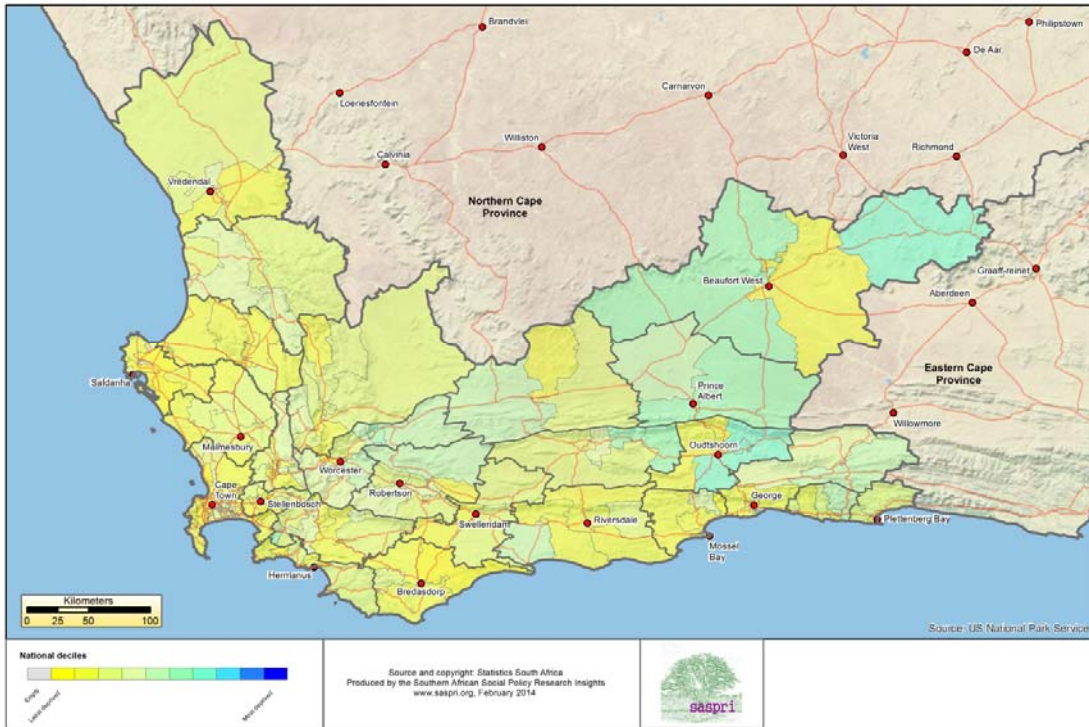 Brandvlei
Philipstown
De Aar
Loeriesfontein
Carnarvon
Williston
Victoria
West
Richmond
Calvinia
Vredendal
Northern Cape
Province
Graaff-reinet
Beaufort West
Aberdeen
Saldanha
Eastern Cape
Province
Prince
Albert
Willowmore
Malmesbury
Oudtshoorn
Worcester
Cape
Town
Stellenbosch
Robertson
George
Swellendam
Riversdale
Plettenberg Bay
Mossel
Bay
Hermanus
Bredasdorp
Kilometers
0 25 50 100
Source: US National Park Service
National deciles
Empty
Least deprived
Most deprived
Source and copyright: Statistics South Africa
Produced by the Southern African Social Policy Research Insights
www.saspri.org, February 2014
saspri